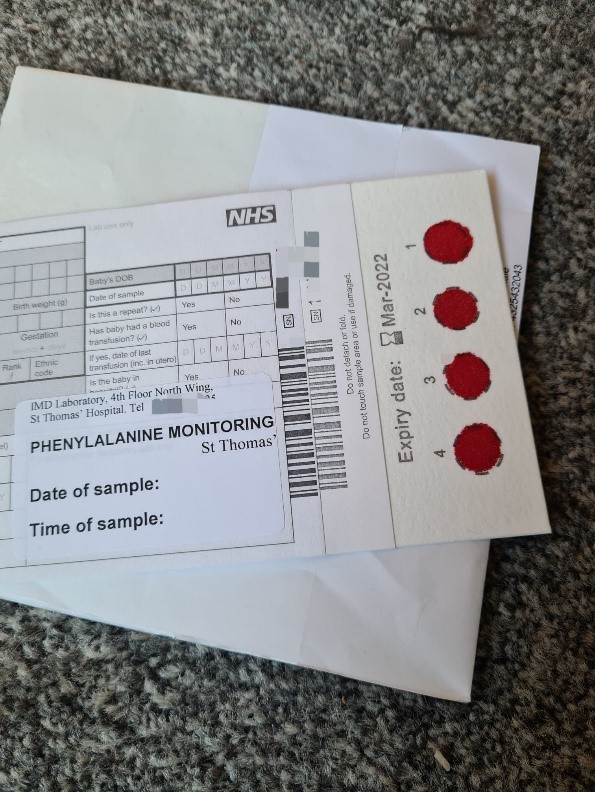 Lab use only
NHS
Baby's DOB
D D M M Y Y
Date of sample
D D M M Y Y
Is this a repeat? (✓)
Yes No
Has baby had a blood
transfusion? (✓)
Yes No
If yes, date of last
transfusion (inc. in utero)
D D M M Y Y
Is the baby in
Yes No
Birth weight (g)
Gestation
Rank
Ethnic
code
IMD Laboratory, 4th Floor North Wing,
St Thomas' Hospital. Tel
PHENYLALANINE MONITORING
St Thomas'
Date of sample:
Time of sample:
SN
SN 1
Do not detach or fold.
Do not touch sample area or use if damaged.
Expiry date: Mar-2022
1
2
3
4